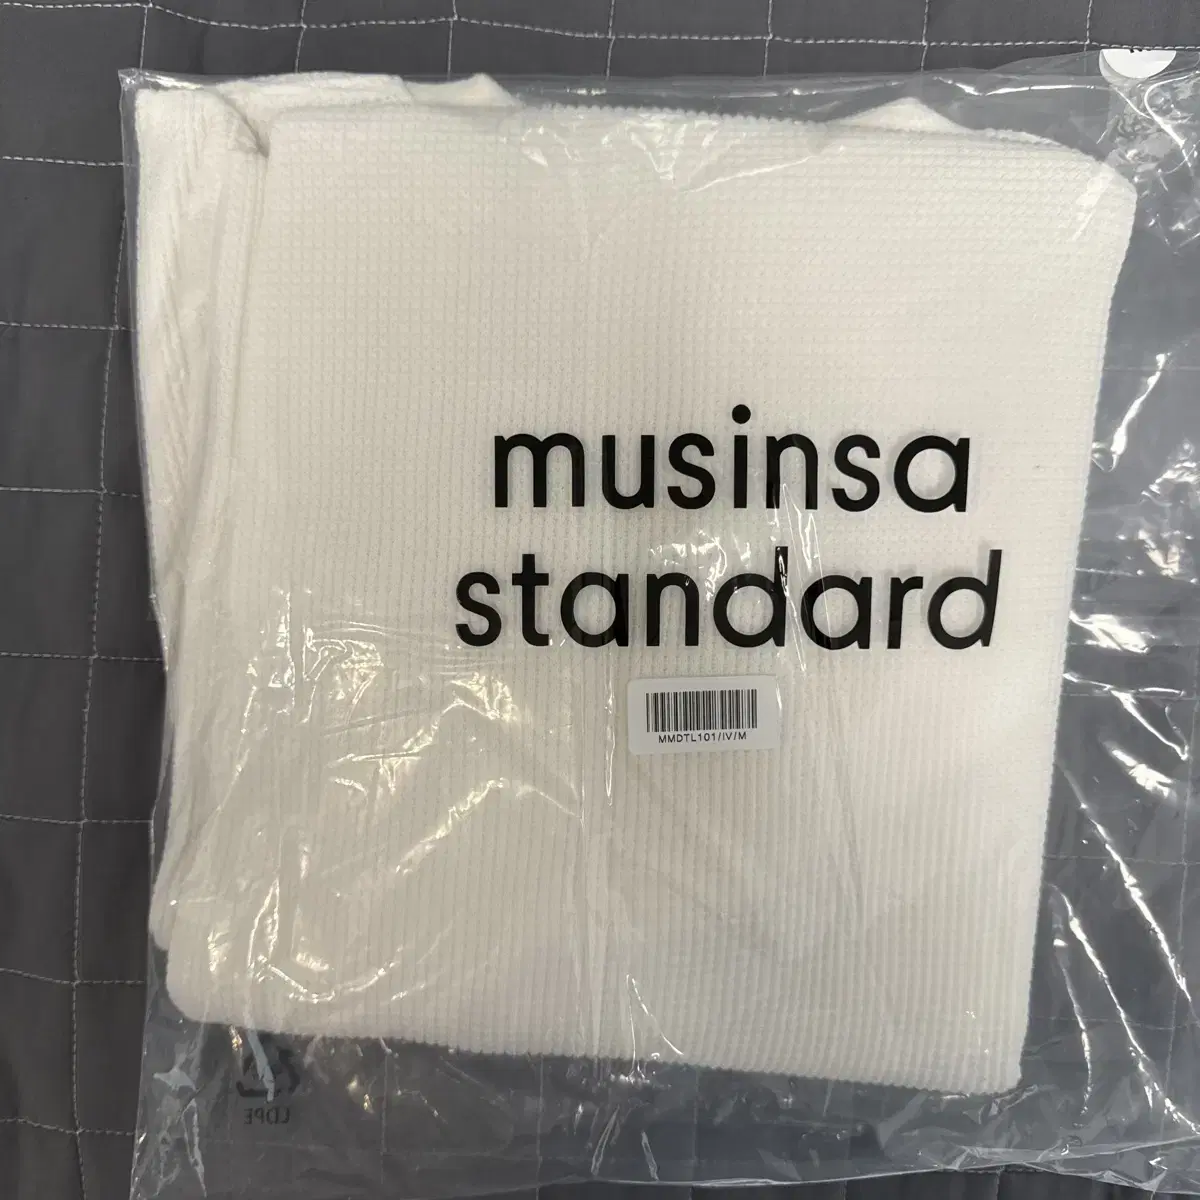 musinsa
standard
MMDTL101/IV/M
LDPE